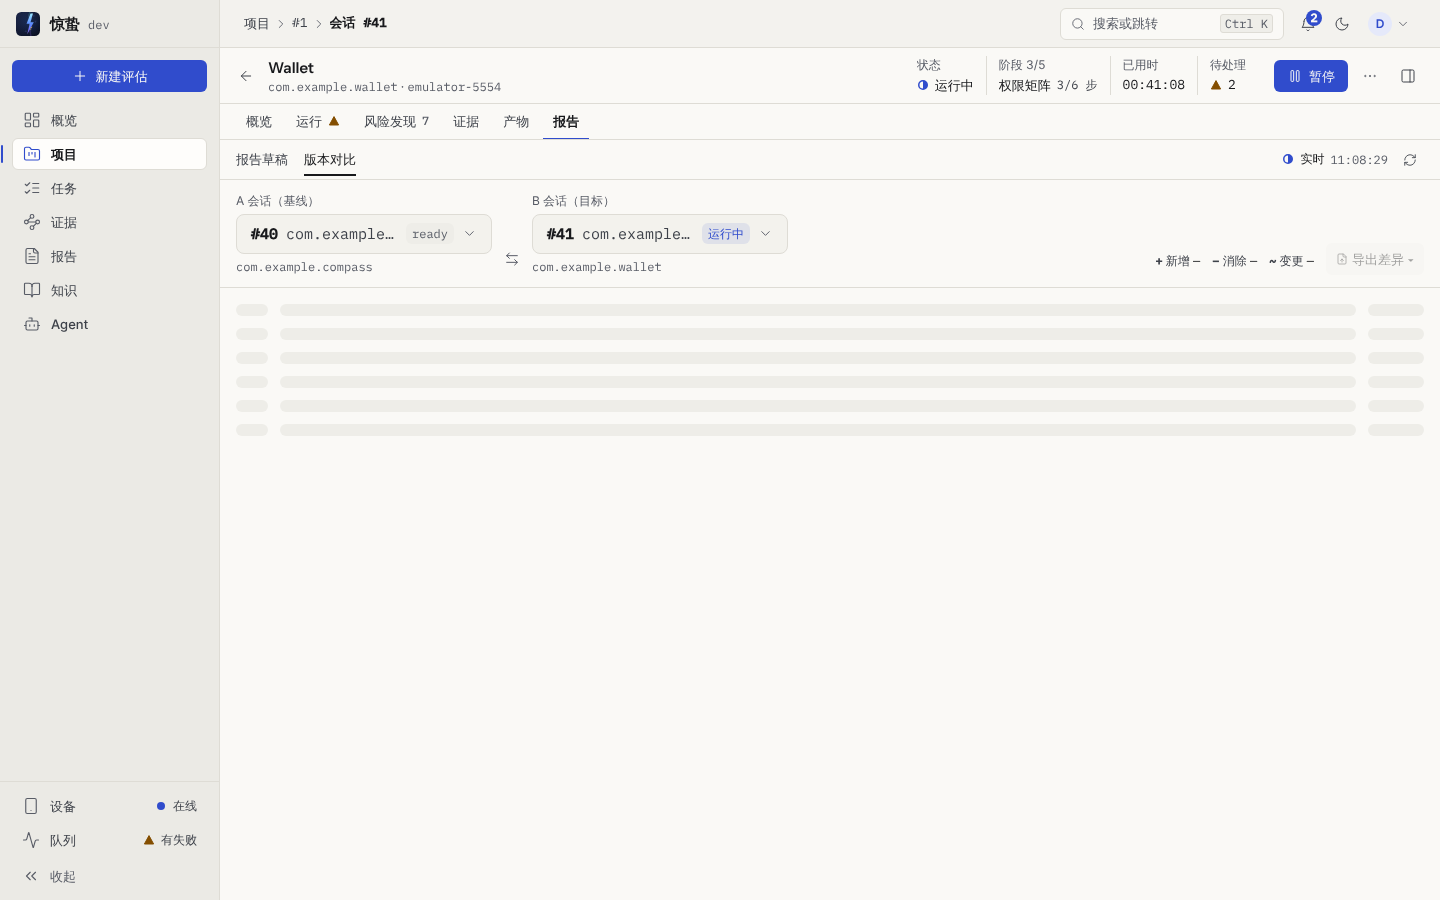 惊蛰 dev
项目 #1 会话 #41
搜索或跳转 Ctrl K
2
D
新建评估
概览
项目
任务
证据
报告
知识
Agent
设备 在线
队列 有失败
收起
Wallet
com.example.wallet · emulator-5554
状态
运行中
阶段 3/5
权限矩阵 3/6 步
已用时
00:41:08
待处理
2
暂停
概览 运行 风险发现 7 证据 产物 报告
报告草稿 版本对比
实时 11:08:29
A 会话（基线）
#40 com.example… ready
com.example.compass
B 会话（目标）
#41 com.example… 运行中
com.example.wallet
+ 新增 — − 消除 — ~ 变更 —
导出差异